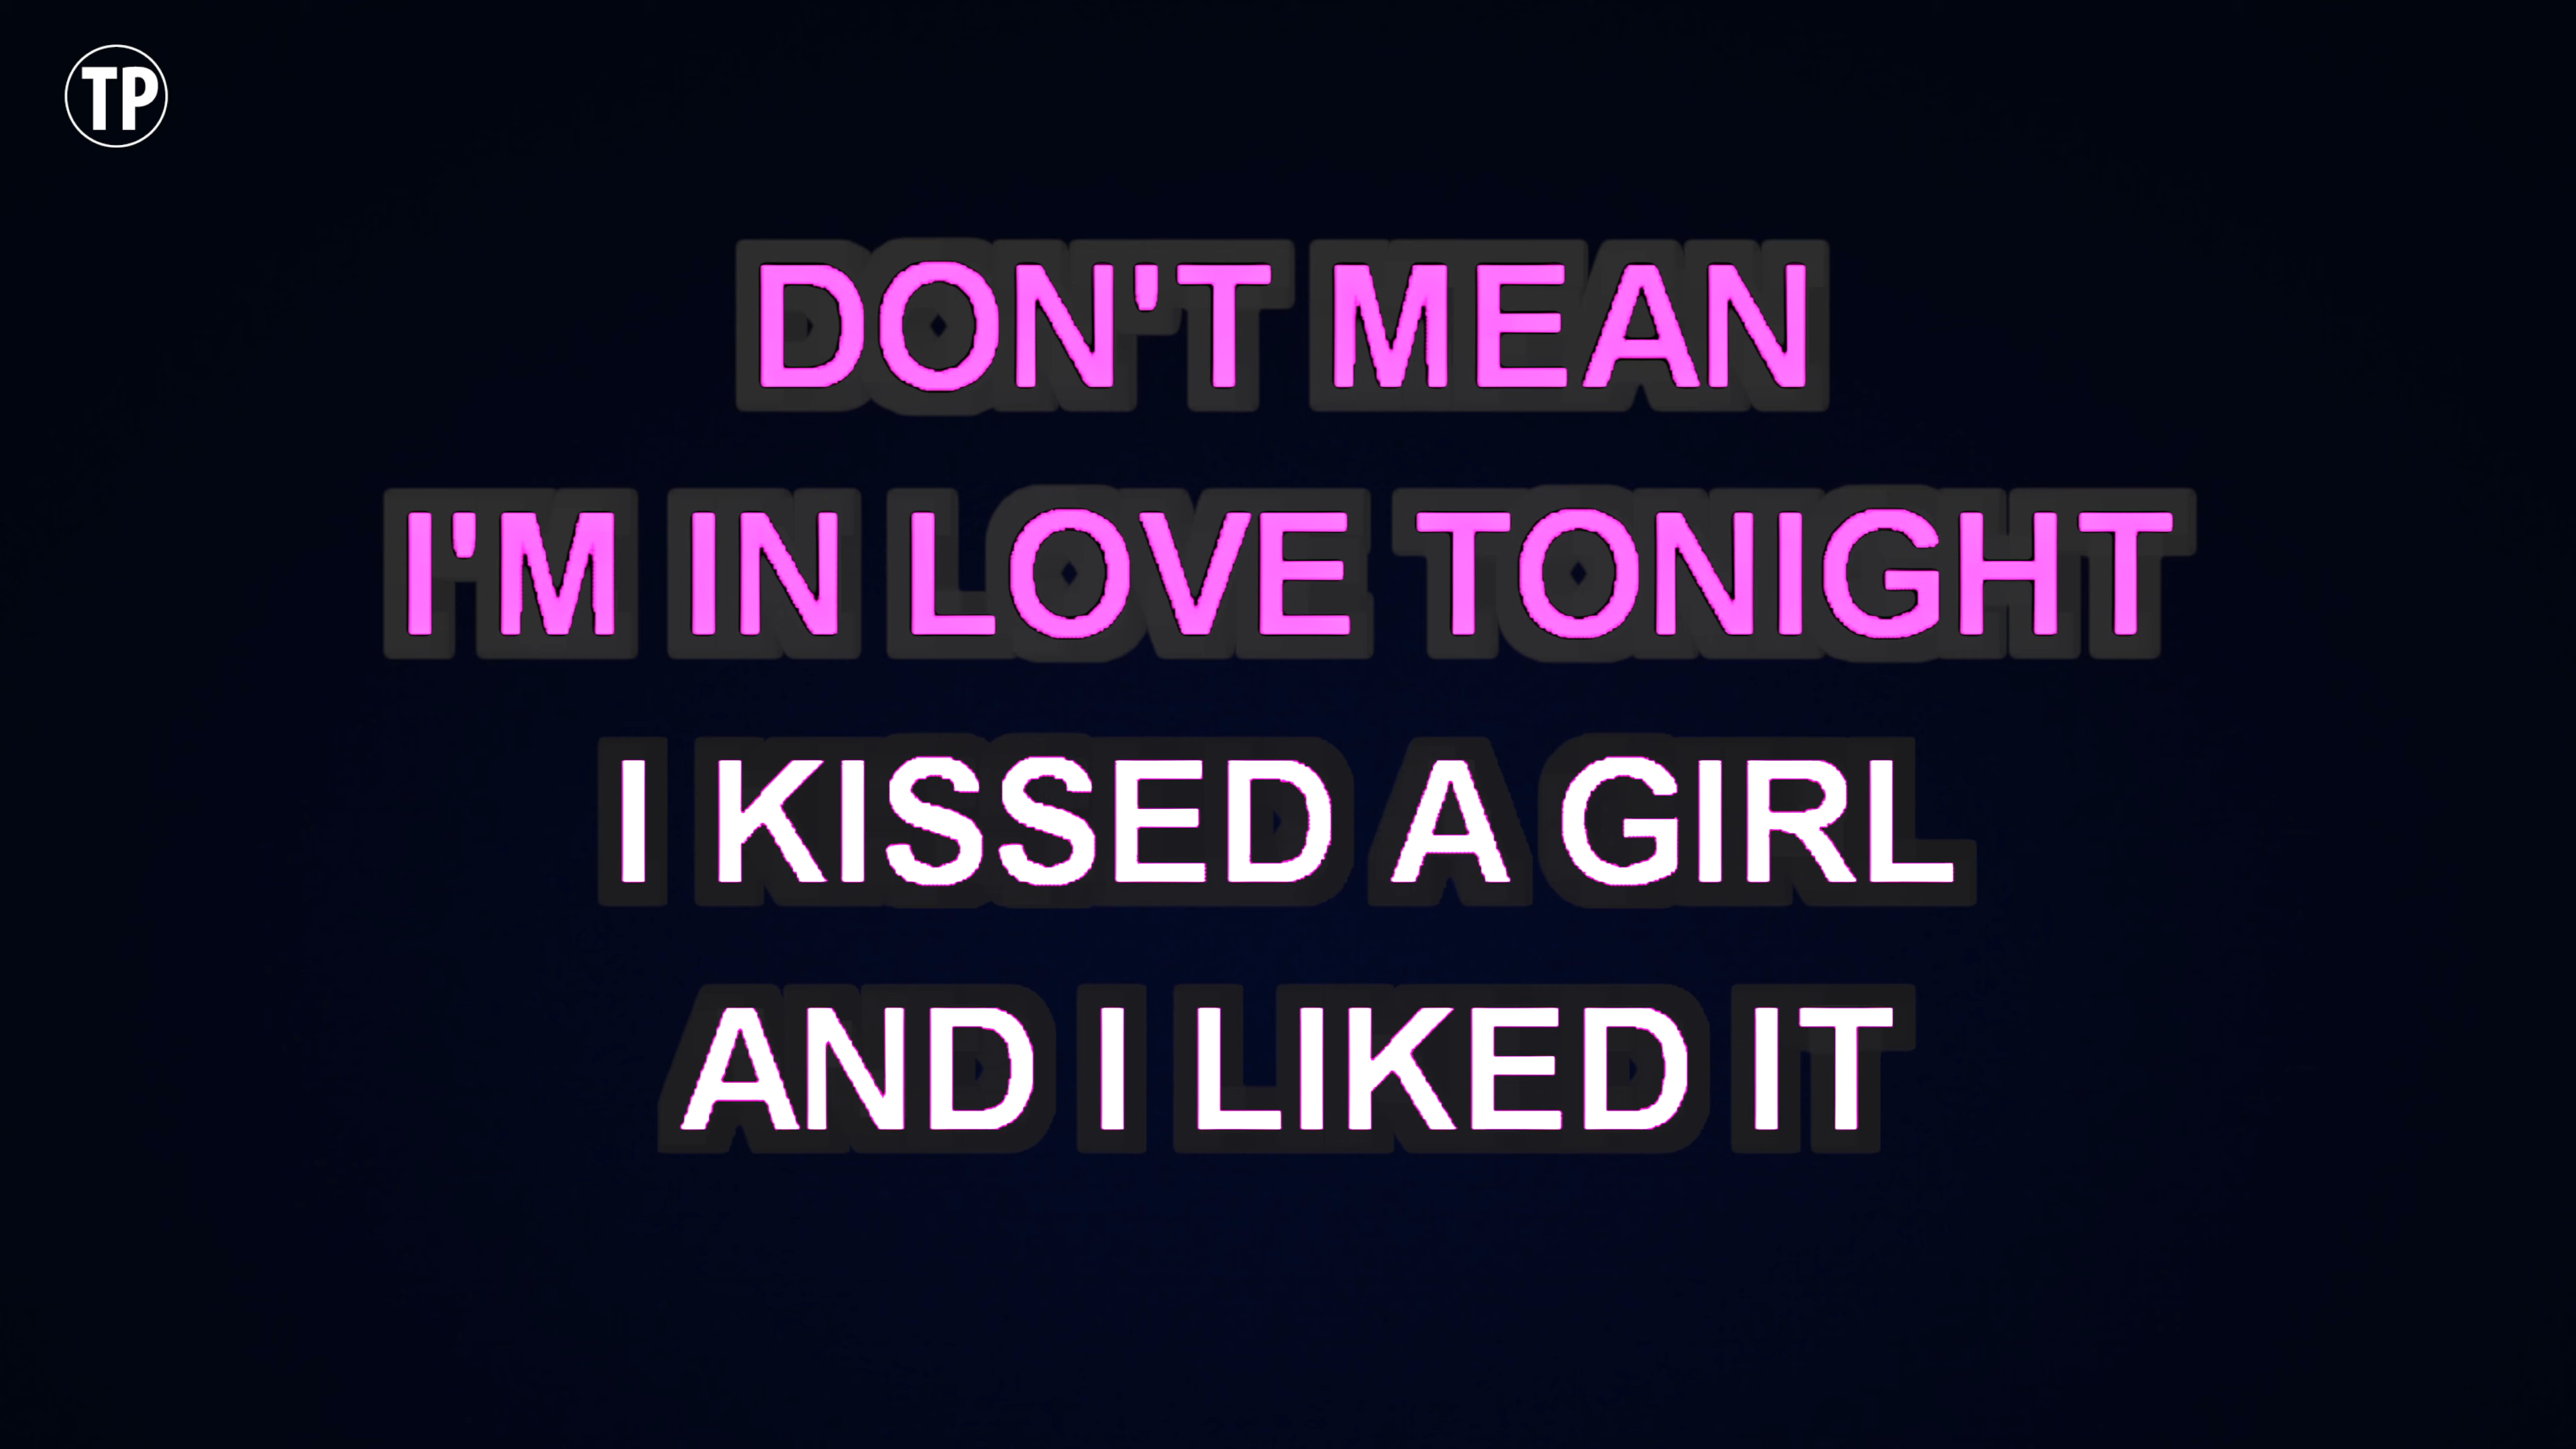 TP
DON'T MEAN
I'M IN LOVE TONIGHT
I KISSED A GIRL
AND I LIKED IT